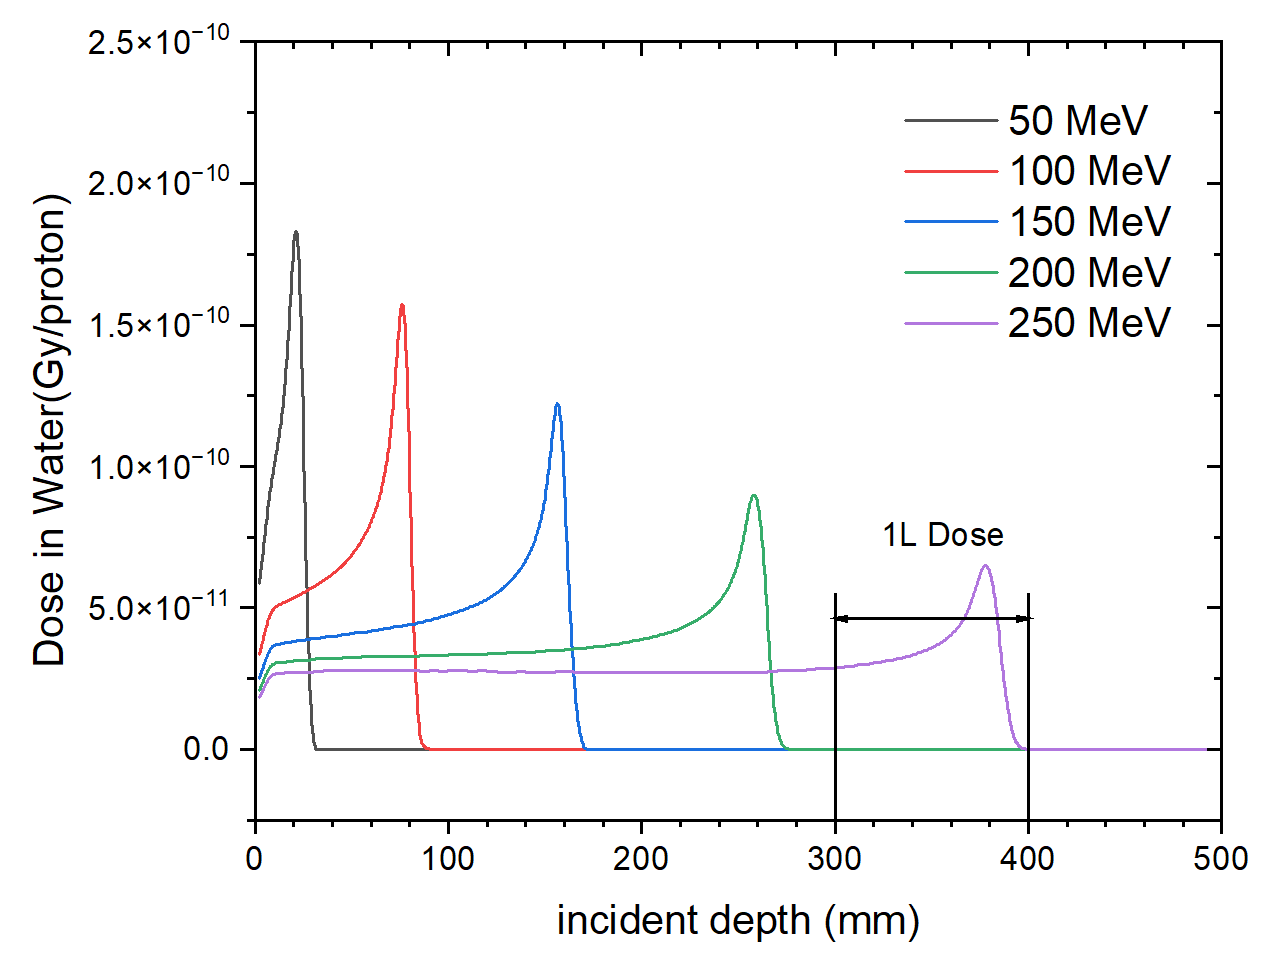 2.5×10⁻¹⁰
2.0×10⁻¹⁰
1.5×10⁻¹⁰
1.0×10⁻¹⁰
5.0×10⁻¹¹
0.0
Dose in Water(Gy/proton)
50 MeV
100 MeV
150 MeV
200 MeV
250 MeV
1L Dose
0 100 200 300 400 500
incident depth (mm)